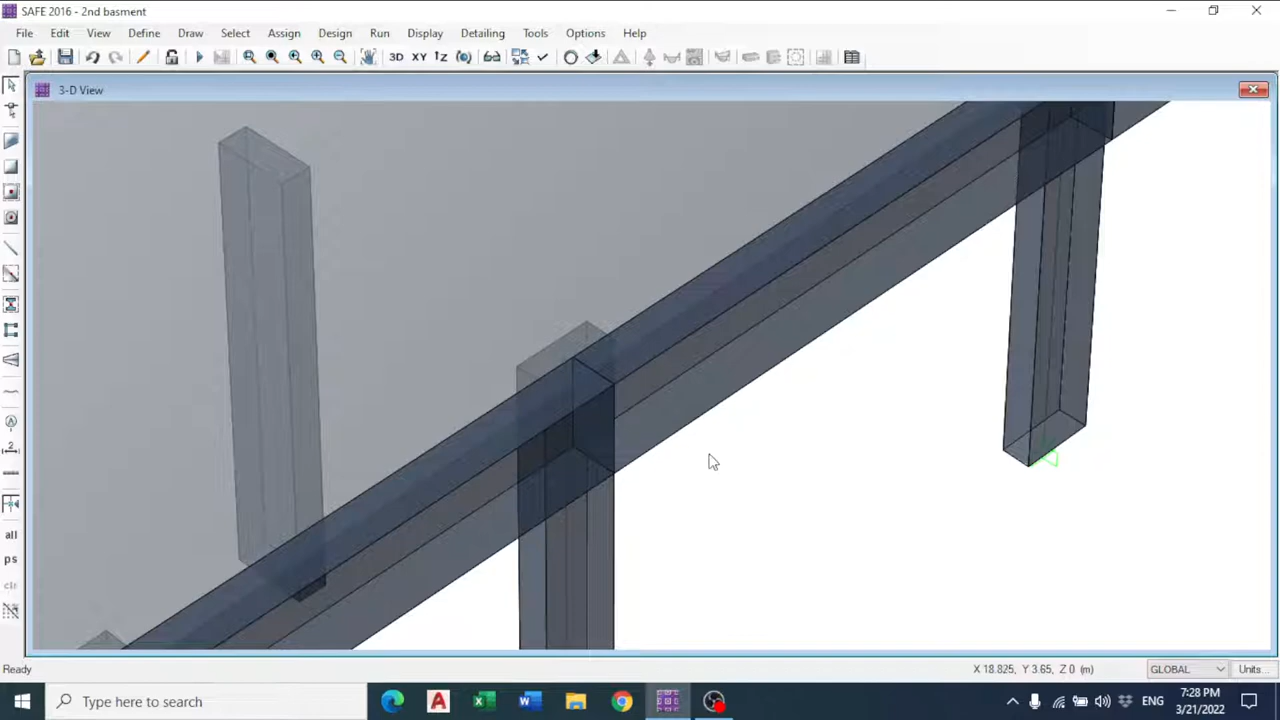 SAFE 2016 - 2nd basment
File Edit View Define Draw Select Assign Design Run Display Detailing Tools Options Help
3D XY
3-D View
all
ps
clr
Ready
X 18.825, Y 3.65, Z 0 (m)
GLOBAL
Units...
Type here to search
ENG
7:28 PM
3/21/2022